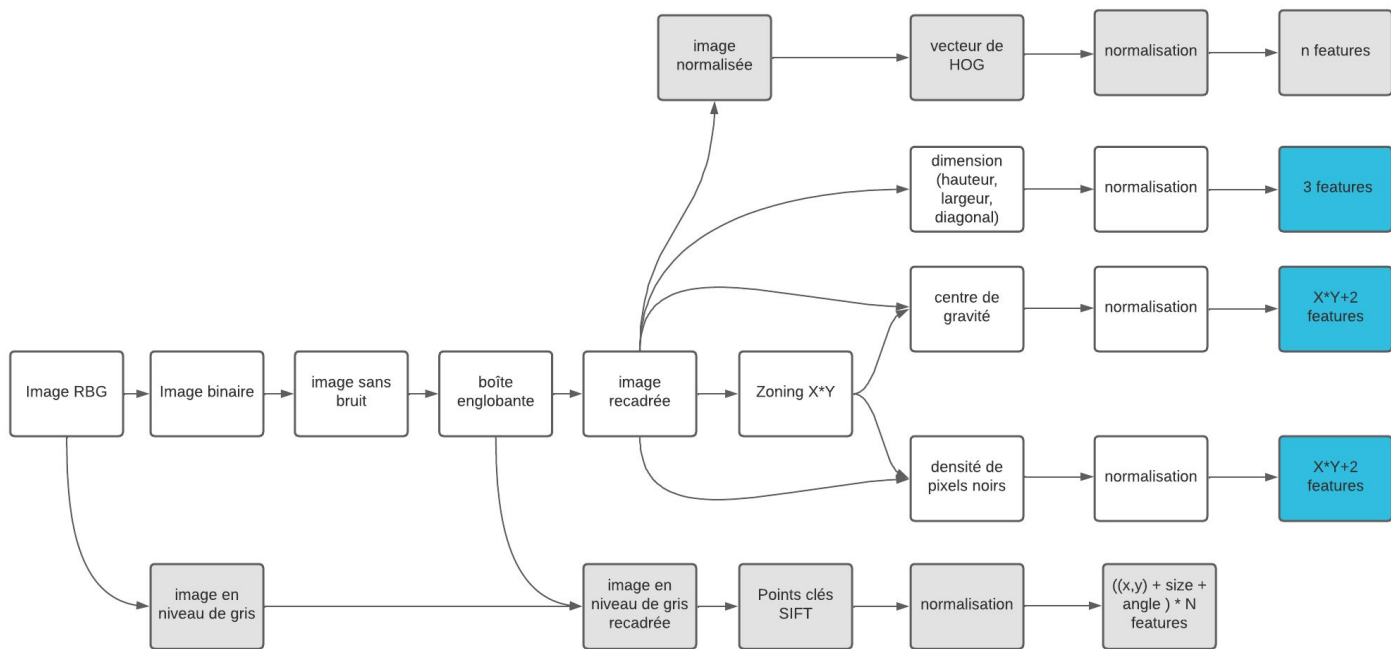 image
normalisée
vecteur de
HOG
normalisation
n features
dimension
(hauteur,
largeur,
diagonal)
normalisation
3 features
centre de
gravité
normalisation
X*Y+2
features
Image RBG
Image binaire
image sans
bruit
boîte
englobante
image
recadrée
Zoning X*Y
densité de
pixels noirs
normalisation
X*Y+2
features
image en
niveau de gris
image en
niveau de gris
recadrée
Points clés
SIFT
normalisation
((x,y) + size +
angle ) * N
features